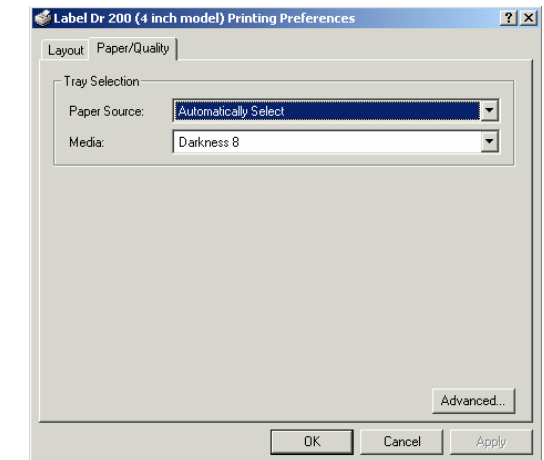 Label Dr 200 (4 inch model) Printing Preferences ? X
Layout Paper/Quality
Tray Selection
Paper Source: Automatically Select
Media: Darkness 8
Advanced...
OK Cancel Apply